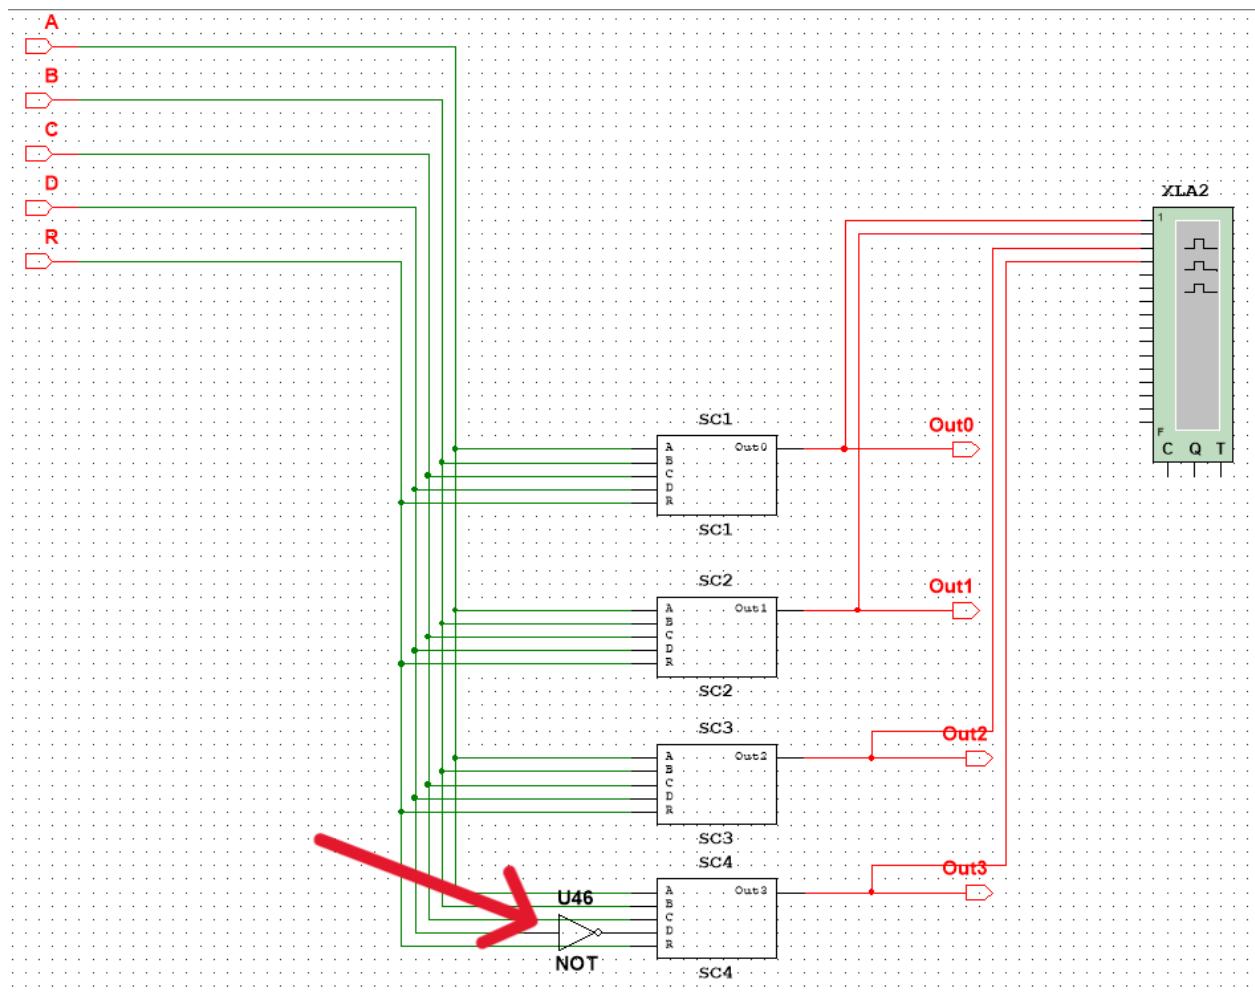 A
B
C
D
R
XLA2
1
F
C Q T
SC1
A Out0
B
C
D
R
SC1
Out0
SC2
A Out1
B
C
D
R
SC2
Out1
SC3
A Out2
B
C
D
R
SC3
Out2
SC4
A Out3
B
C
D
R
SC4
Out3
U46
NOT